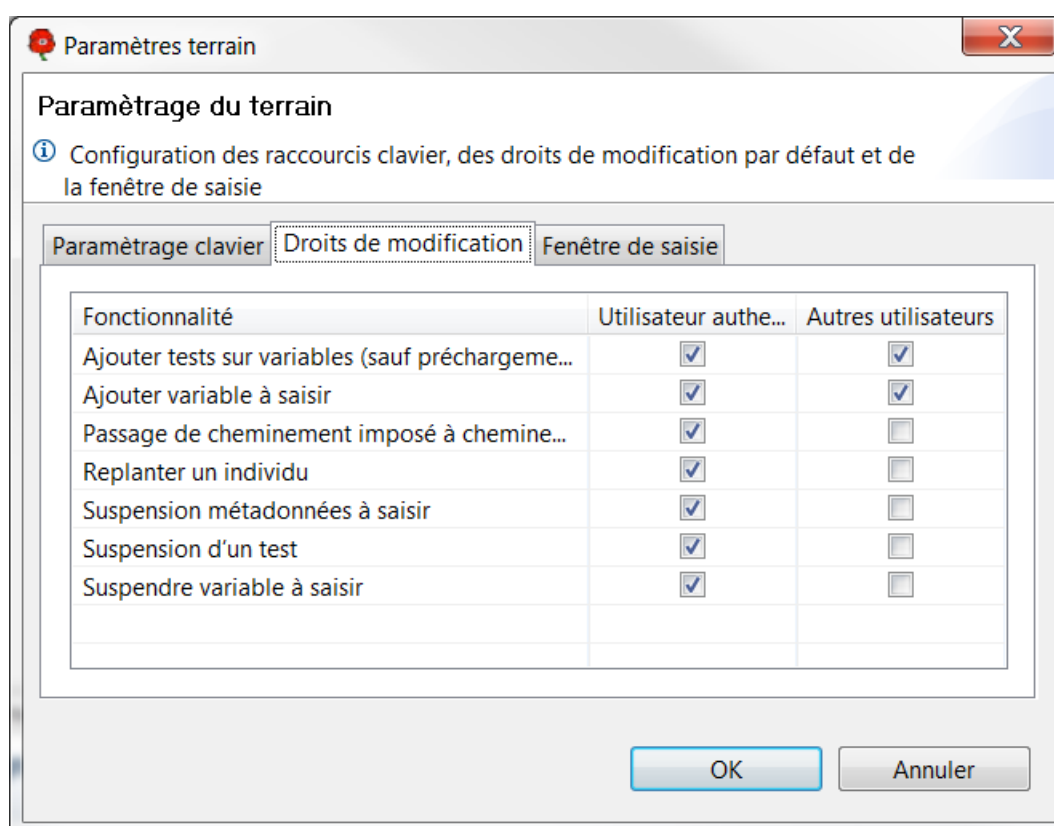 Paramètres terrain
Paramètrage du terrain
Configuration des raccourcis clavier, des droits de modification par défaut et de
la fenêtre de saisie
Paramètrage clavier Droits de modification Fenêtre de saisie
Fonctionnalité Utilisateur authe... Autres utilisateurs
Ajouter tests sur variables (sauf préchargeme...
Ajouter variable à saisir
Passage de cheminement imposé à chemine...
Replanter un individu
Suspension métadonnées à saisir
Suspension d'un test
Suspendre variable à saisir
OK Annuler